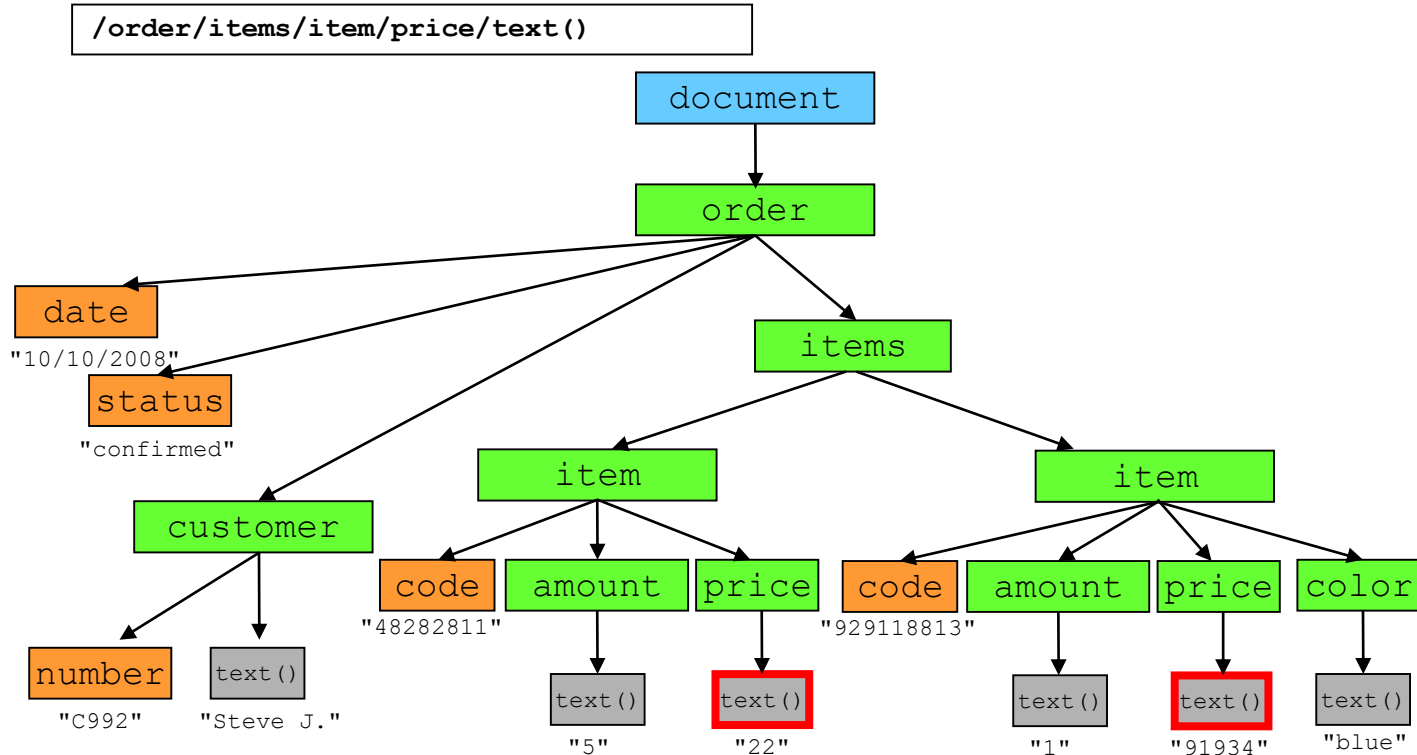 /order/items/item/price/text()
document
order
date
"10/10/2008"
items
status
"confirmed"
item
item
customer
code
amount
price
code
amount
price
color
"48282811"
"929118813"
number
text()
text()
text()
text()
text()
text()
"C992"
"Steve J."
"5"
"22"
"1"
"91934"
"blue"